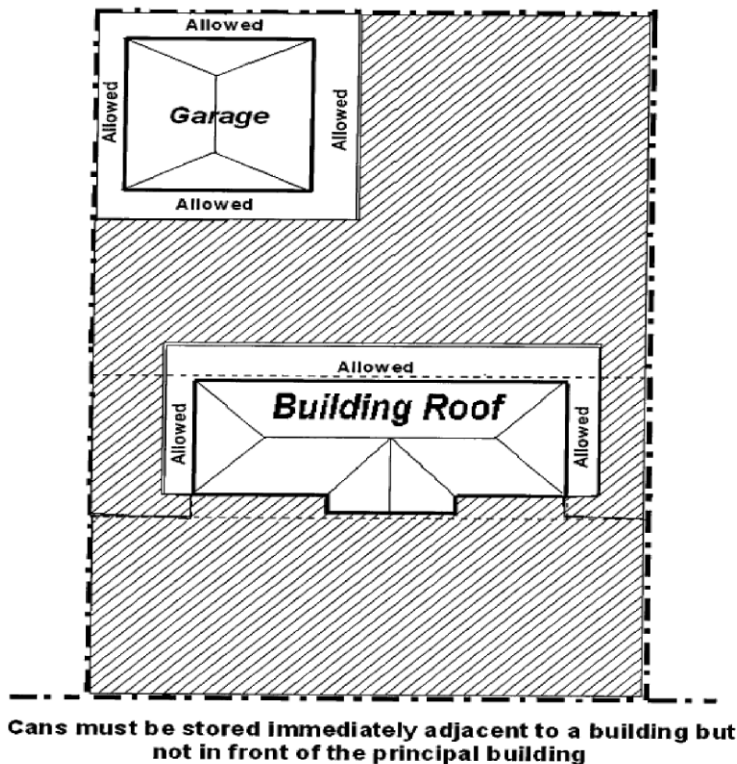 Allowed
Allowed
Garage
Allowed
Allowed
Allowed
Building Roof
Allowed
Allowed
Cans must be stored immediately adjacent to a building but
not in front of the principal building